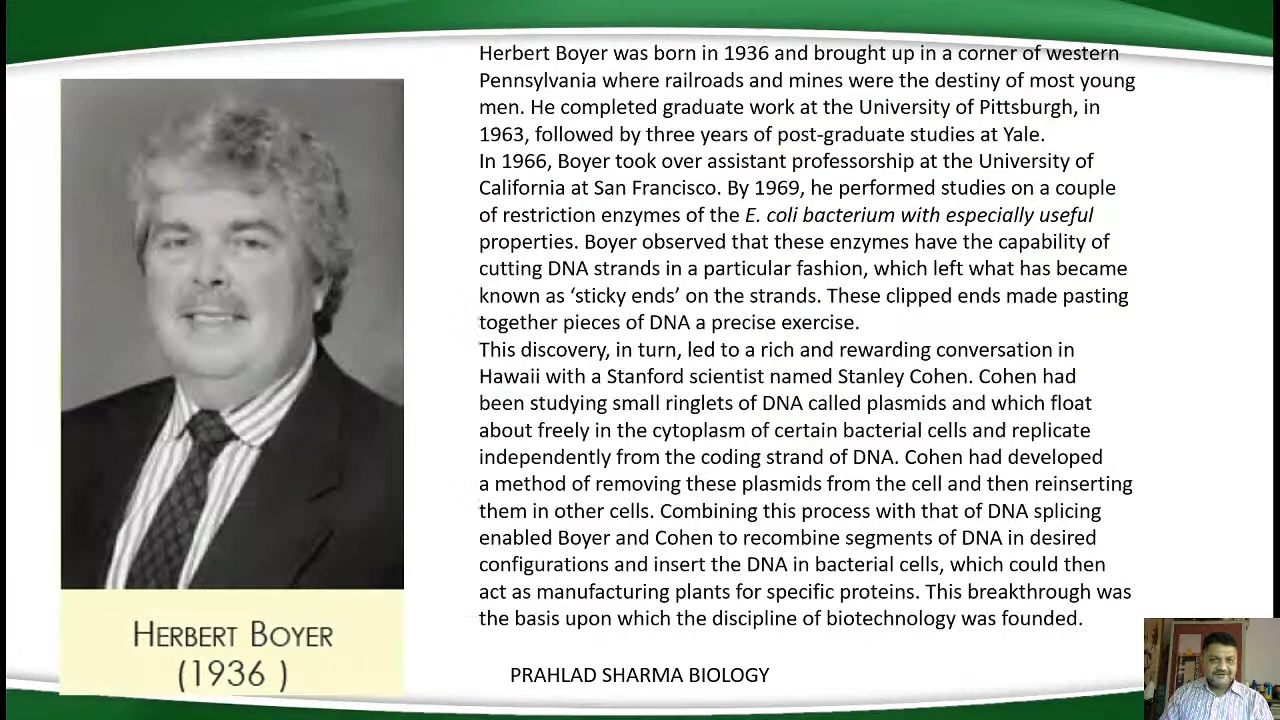 Herbert Boyer was born in 1936 and brought up in a corner of western
Pennsylvania where railroads and mines were the destiny of most young
men. He completed graduate work at the University of Pittsburgh, in
1963, followed by three years of post-graduate studies at Yale.
In 1966, Boyer took over assistant professorship at the University of
California at San Francisco. By 1969, he performed studies on a couple
of restriction enzymes of the E. coli bacterium with especially useful
properties. Boyer observed that these enzymes have the capability of
cutting DNA strands in a particular fashion, which left what has became
known as ‘sticky ends’ on the strands. These clipped ends made pasting
together pieces of DNA a precise exercise.
This discovery, in turn, led to a rich and rewarding conversation in
Hawaii with a Stanford scientist named Stanley Cohen. Cohen had
been studying small ringlets of DNA called plasmids and which float
about freely in the cytoplasm of certain bacterial cells and replicate
independently from the coding strand of DNA. Cohen had developed
a method of removing these plasmids from the cell and then reinserting
them in other cells. Combining this process with that of DNA splicing
enabled Boyer and Cohen to recombine segments of DNA in desired
configurations and insert the DNA in bacterial cells, which could then
act as manufacturing plants for specific proteins. This breakthrough was
the basis upon which the discipline of biotechnology was founded.
HERBERT BOYER
(1936 )
PRAHLAD SHARMA BIOLOGY